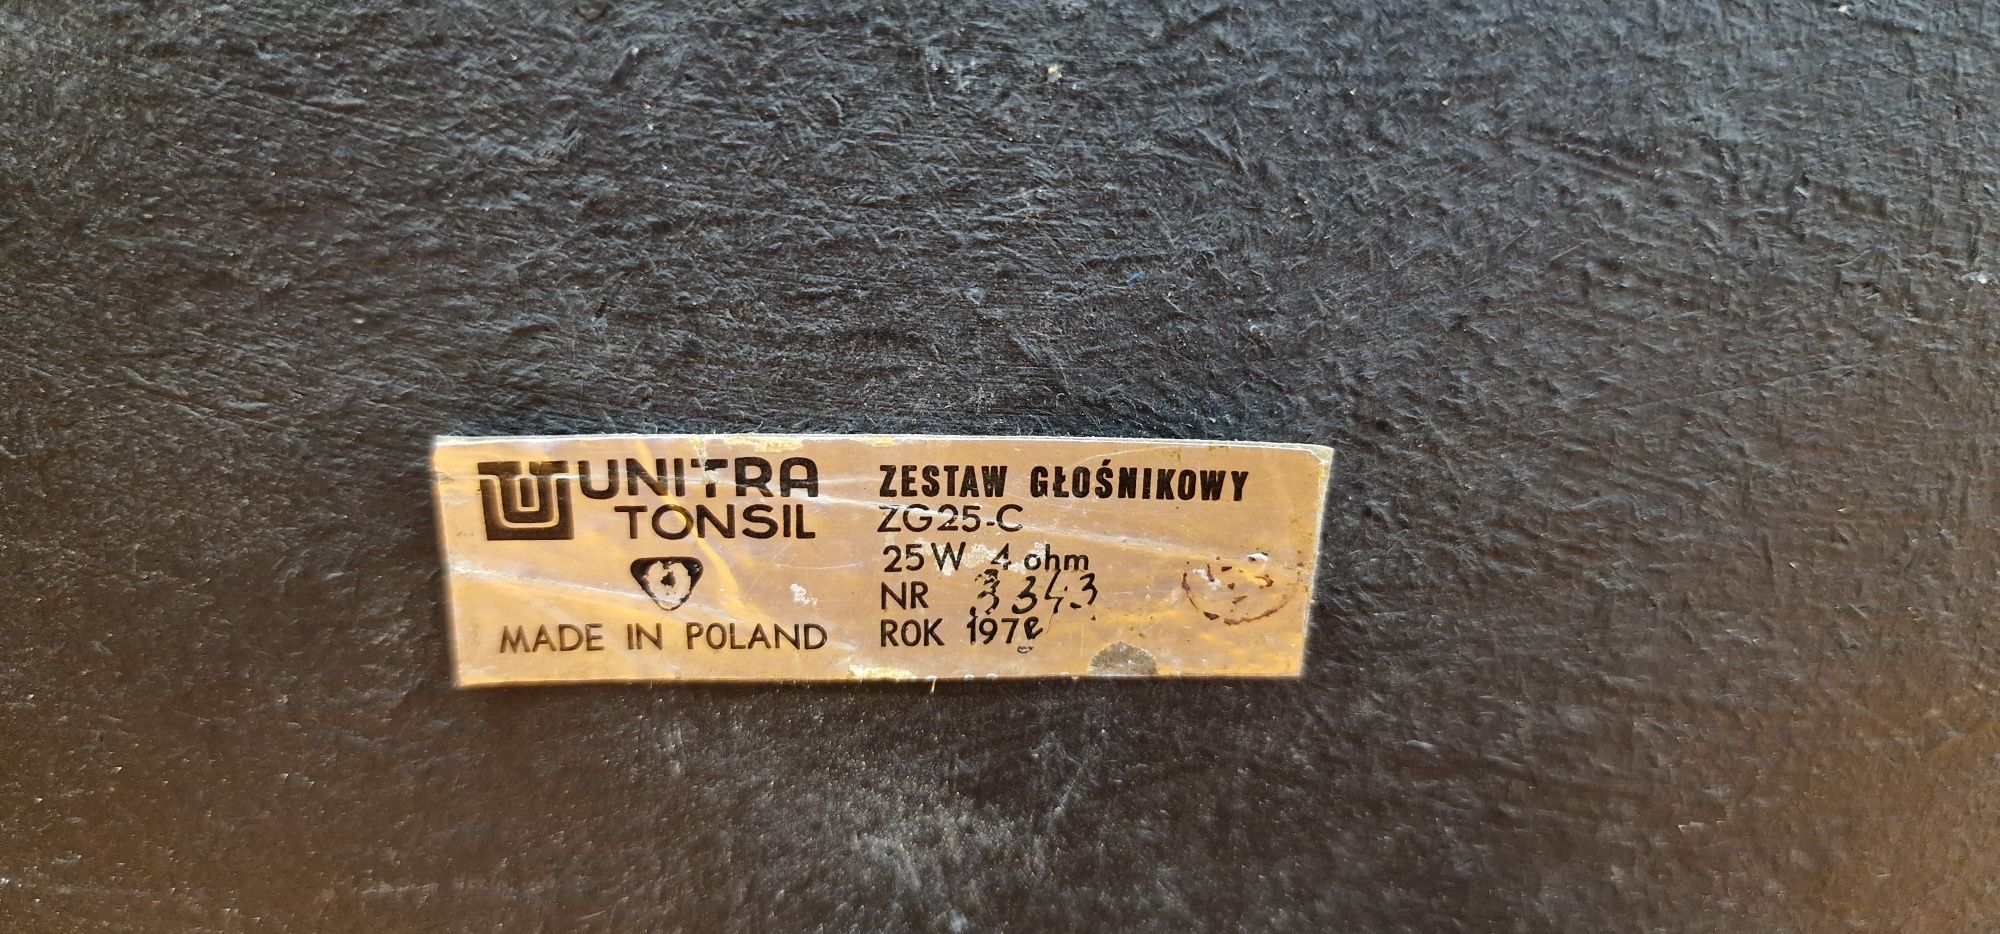 UNITRA
TONSIL
MADE IN POLAND
ZESTAW GŁOŚNIKOWY
ZG25-C
25W 4 ohm
NR 3343
ROK